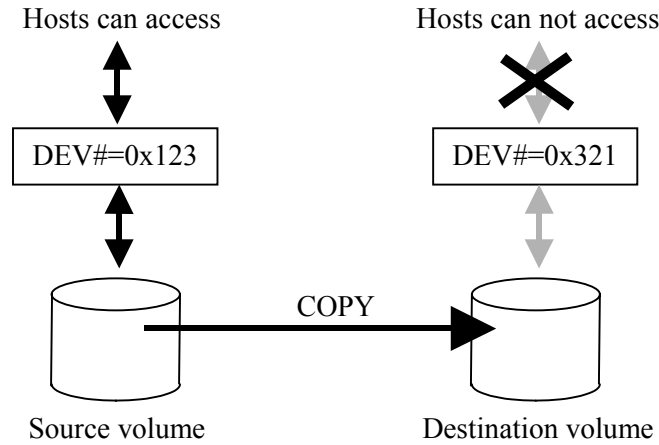 Hosts can access
Hosts can not access
DEV#=0x123
DEV#=0x321
COPY
Source volume
Destination volume